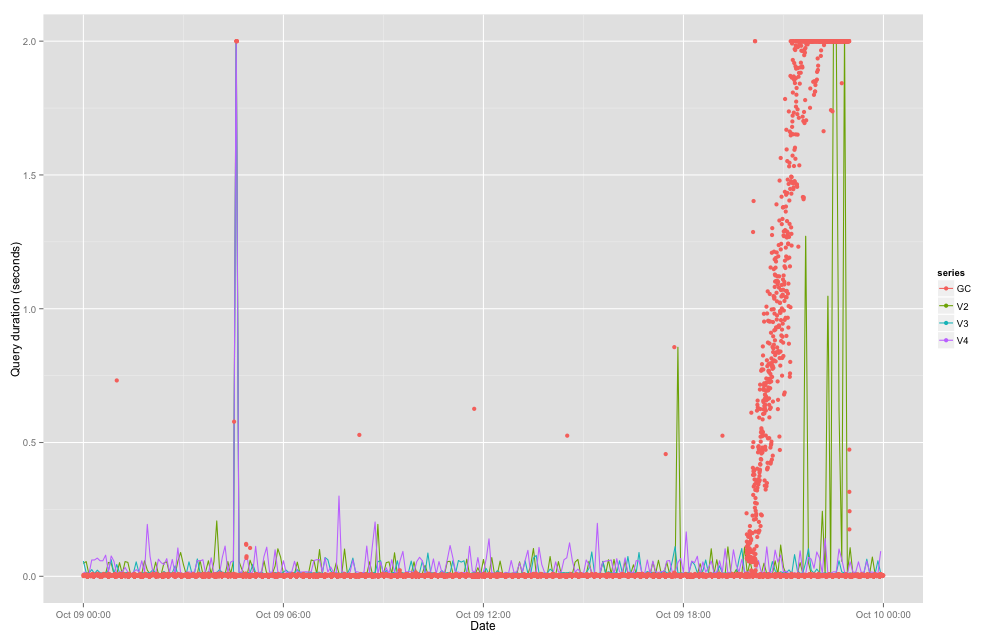 2.0
1.5
1.0
0.5
0.0
Query duration (seconds)
Oct 09 00:00 Oct 09 06:00 Oct 09 12:00 Oct 09 18:00 Oct 10 00:00
Date
series
GC
V2
V3
V4